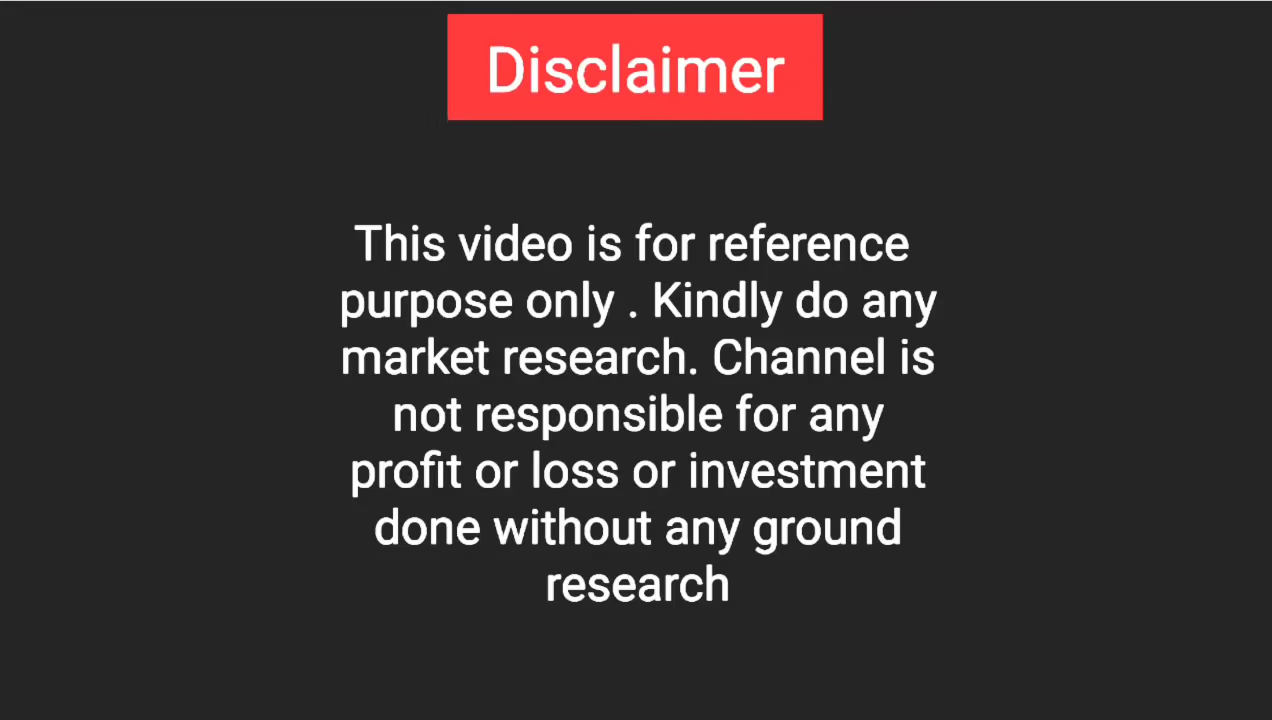 Disclaimer
This video is for reference
purpose only . Kindly do any
market research. Channel is
not responsible for any
profit or loss or investment
done without any ground
research